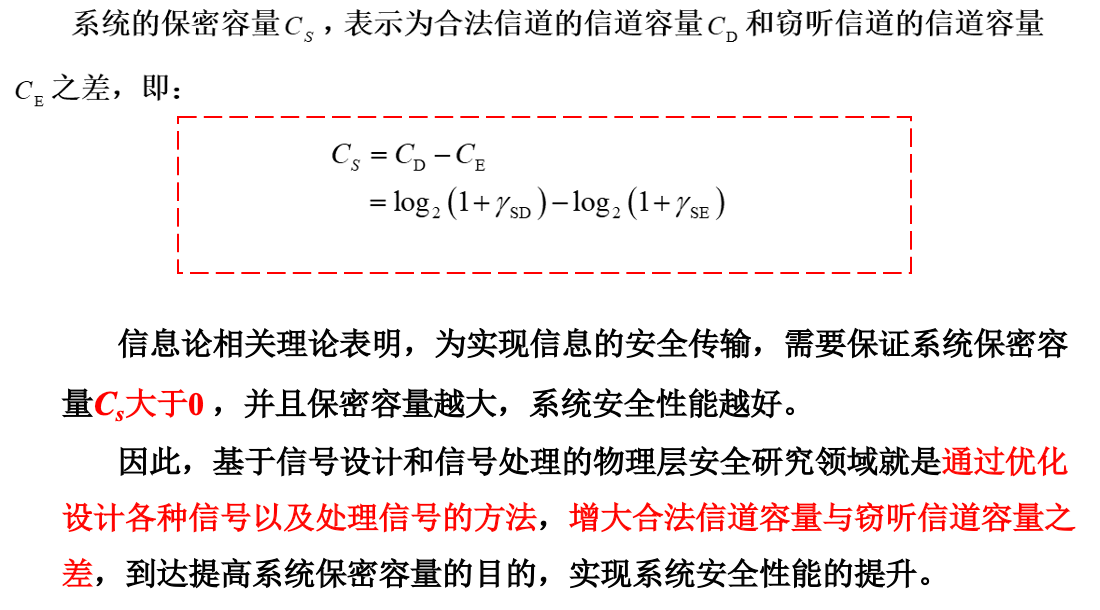 系统的保密容量 C_S，表示为合法信道的信道容量 C_D 和窃听信道的信道容量
C_E 之差，即：
C_S = C_D − C_E
= log₂(1+γ_SD)−log₂(1+γ_SE)
信息论相关理论表明，为实现信息的安全传输，需要保证系统保密容
量C_s大于0，并且保密容量越大，系统安全性能越好。
因此，基于信号设计和信号处理的物理层安全研究领域就是通过优化
设计各种信号以及处理信号的方法，增大合法信道容量与窃听信道容量之
差，到达提高系统保密容量的目的，实现系统安全性能的提升。